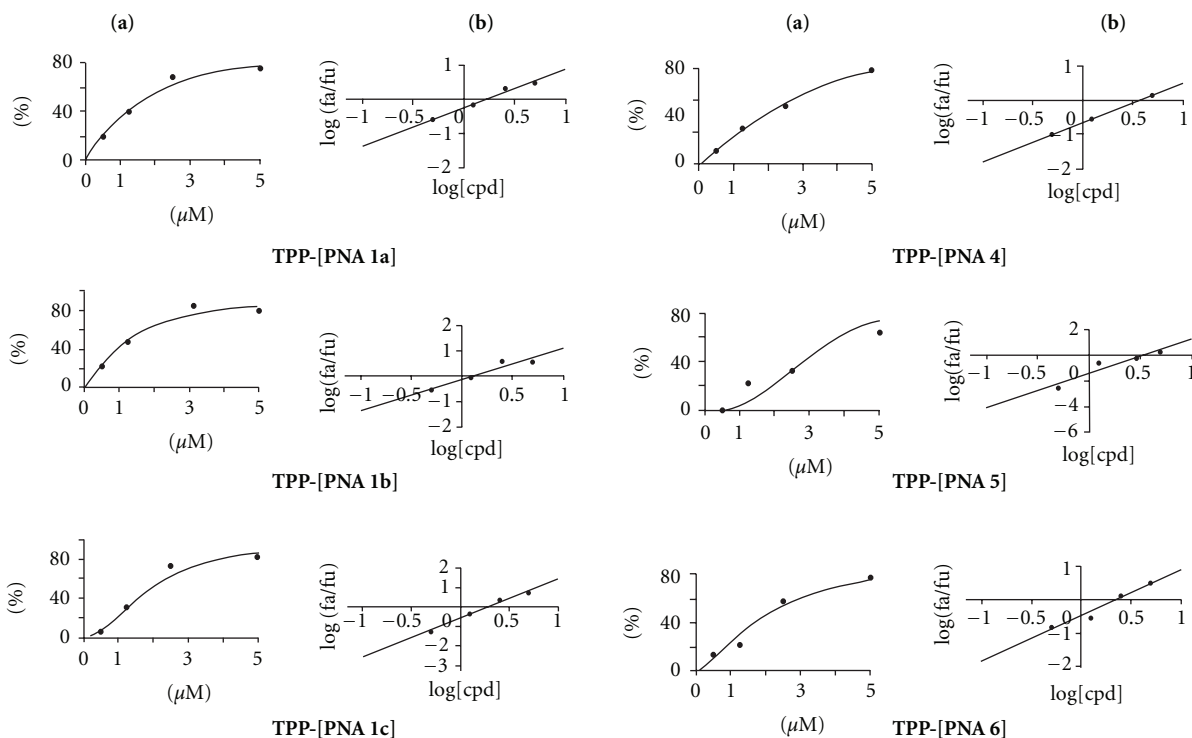 (a) (b) (a) (b)
80
40
0
(%)
0 1 3 5
(μM)
1
−1 −0.5 0 0.5 1
−1
−2
log (fa/fu)
log[cpd]
TPP-[PNA 1a]
80
40
0
(%)
0 1 3 5
(μM)
1
−1 −0.5 0 0.5 1
−1
−2
log(fa/fu)
log[cpd]
TPP-[PNA 4]
80
40
0
(%)
0 1 3 5
(μM)
2
1
−1 −0.5 0 0.5 1
−1
−2
log(fa/fu)
log[cpd]
TPP-[PNA 1b]
80
40
0
(%)
0 1 3 5
(μM)
2
−1 −0.5 0 0.5 1
−2
−4
−6
log(fa/fu)
log[cpd]
TPP-[PNA 5]
80
40
0
(%)
0 1 3 5
(μM)
2
1
−1 −0.5 0 0.5 1
−1
−2
−3
log (fa/fu)
log[cpd]
TPP-[PNA 1c]
80
40
0
(%)
0 1 3 5
(μM)
1
−1 −0.5 0 0.5 1
−1
−2
log(fa/fu)
log[cpd]
TPP-[PNA 6]